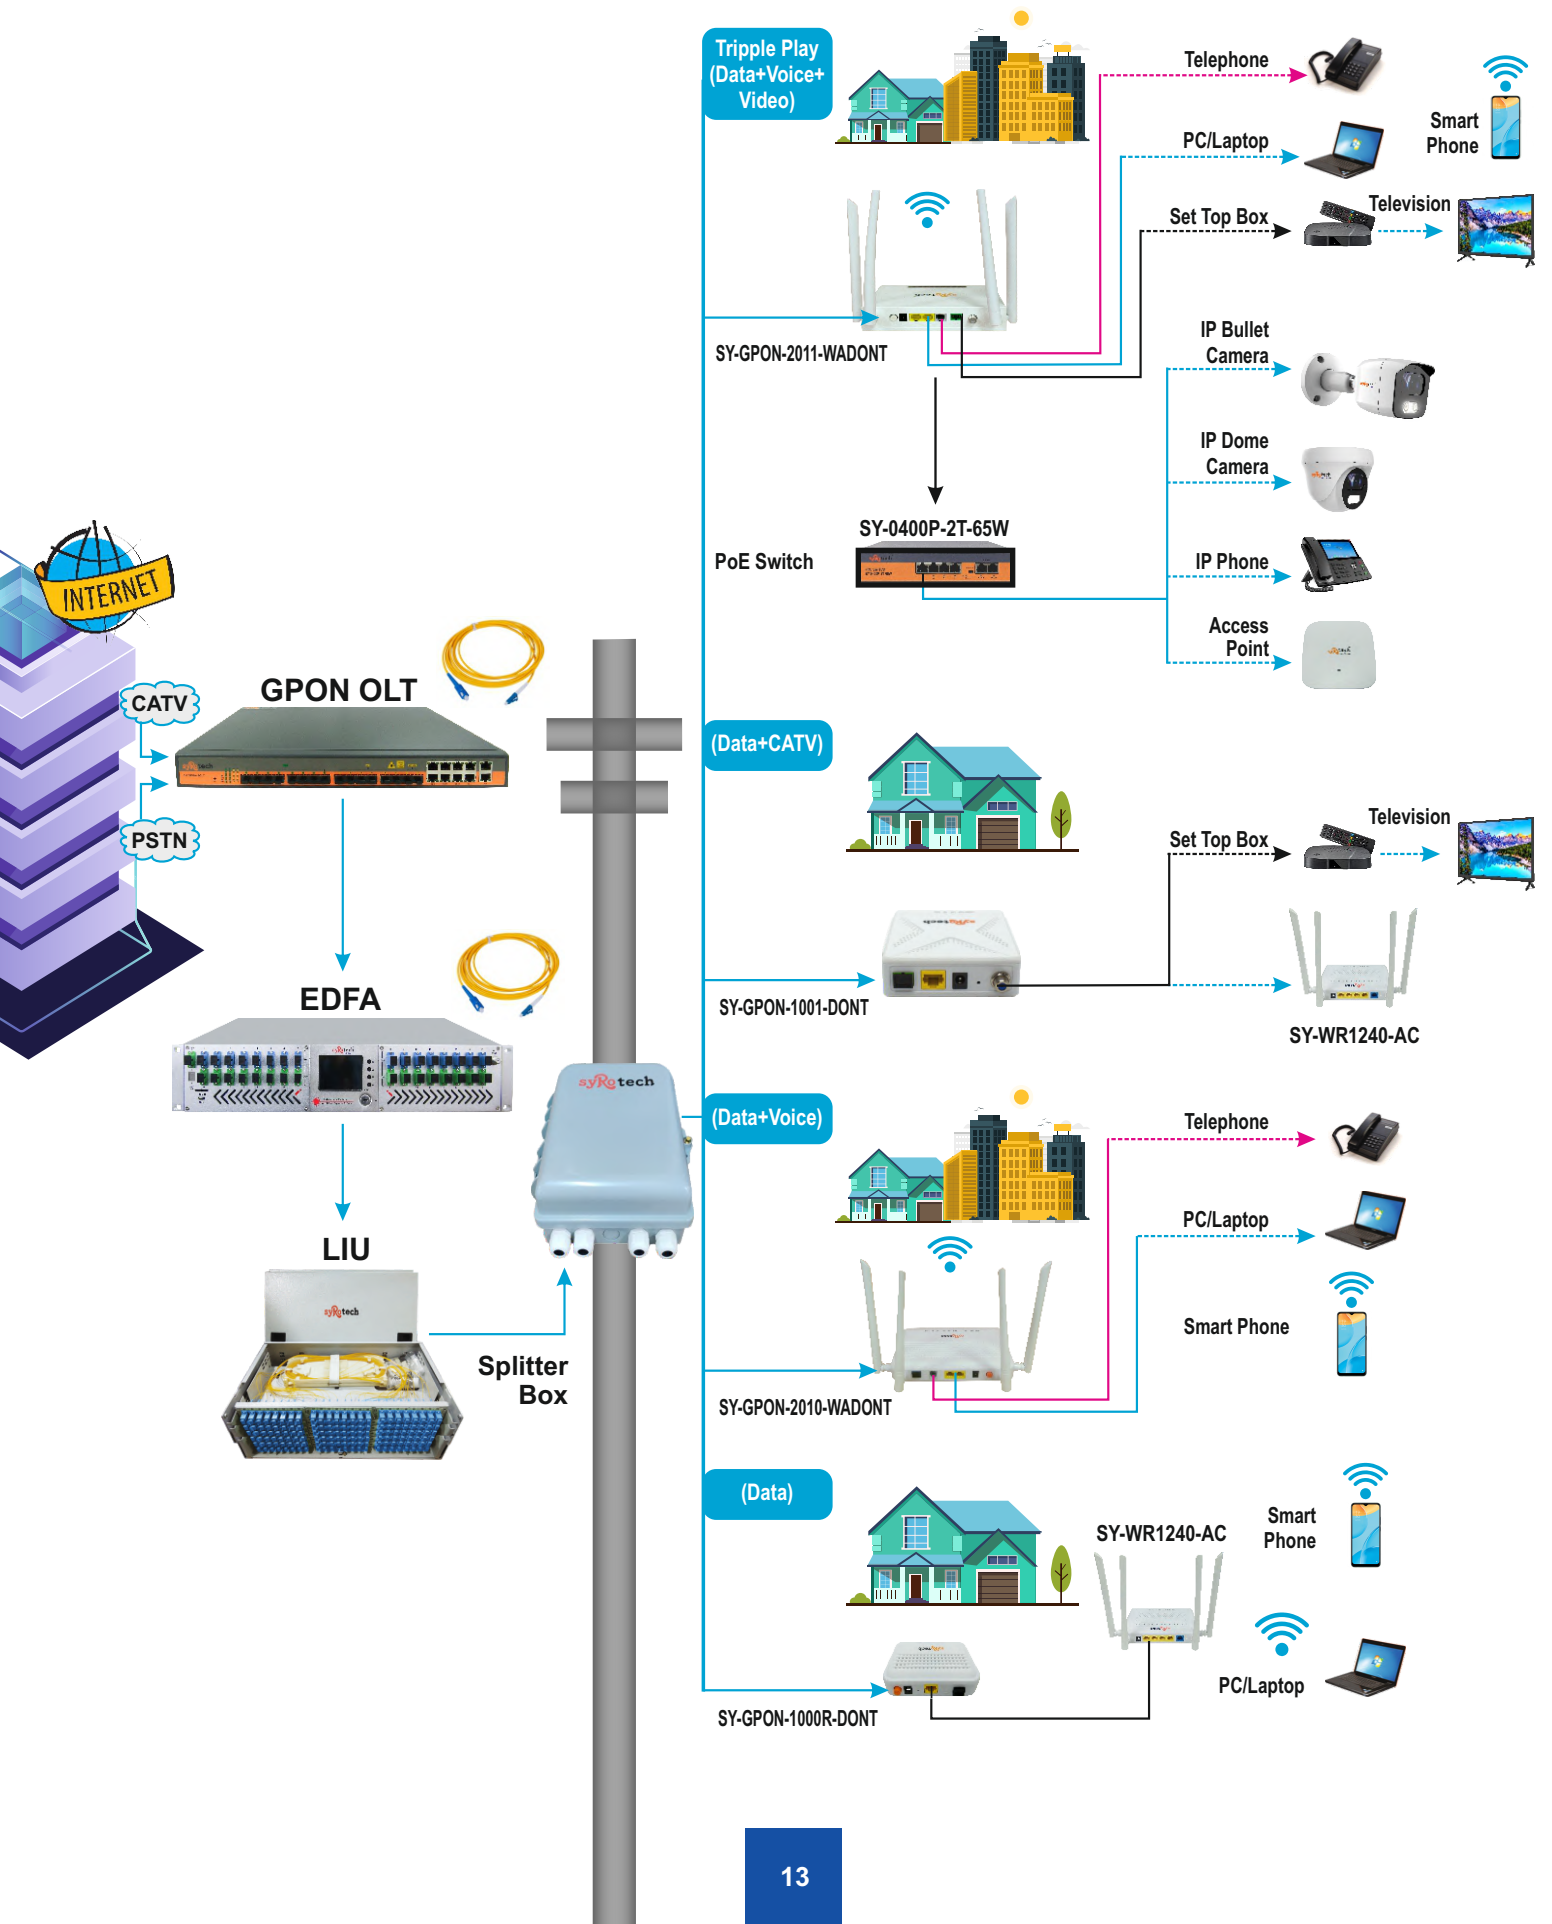 Tripple Play
(Data+Voice+
Video)
Telephone
Smart
Phone
PC/Laptop
Set Top Box
Television
SY-GPON-2011-WADONT
IP Bullet
Camera
IP Dome
Camera
SY-0400P-2T-65W
PoE Switch
IP Phone
Access
Point
INTERNET
CATV
GPON OLT
syRotech
PSTN
(Data+CATV)
Set Top Box
Television
syRotech
SY-GPON-1001-DONT
SY-WR1240-AC
EDFA
syRotech
syRotech
(Data+Voice)
Telephone
PC/Laptop
Smart Phone
SY-GPON-2010-WADONT
LIU
syRotech
Splitter
Box
(Data)
SY-WR1240-AC
Smart
Phone
PC/Laptop
SY-GPON-1000R-DONT
13